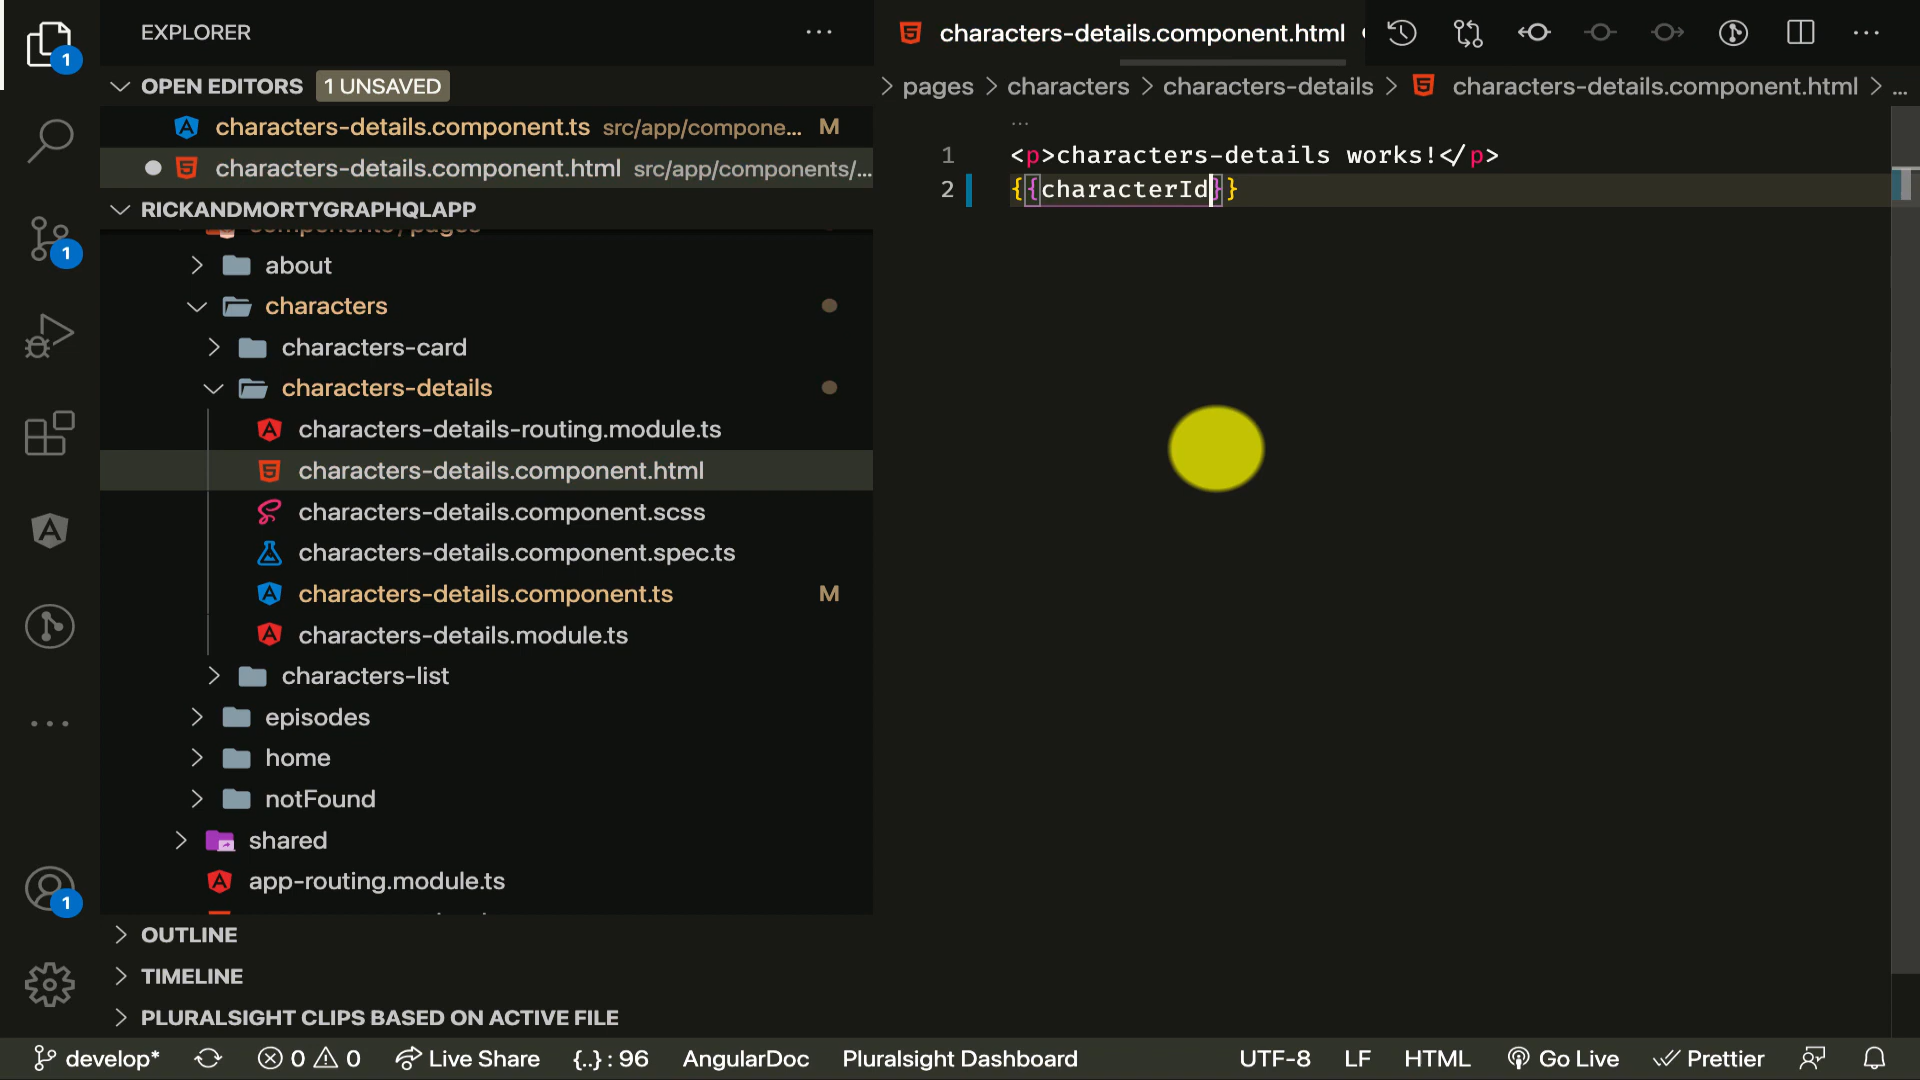 EXPLORER
OPEN EDITORS 1 UNSAVED
characters-details.component.ts src/app/compone... M
characters-details.component.html src/app/components/...
RICKANDMORTYGRAPHQLAPP
components/pages
about
characters
characters-card
characters-details
characters-details-routing.module.ts
characters-details.component.html
characters-details.component.scss
characters-details.component.spec.ts
characters-details.component.ts M
characters-details.module.ts
characters-list
episodes
home
notFound
shared
app-routing.module.ts
OUTLINE
TIMELINE
PLURALSIGHT CLIPS BASED ON ACTIVE FILE
1
1
1
characters-details.component.html
> pages > characters > characters-details > characters-details.component.html > ...
...
1 <p>characters-details works!</p>
2 {{characterId}}
develop* 0 0 Live Share {..} : 96 AngularDoc Pluralsight Dashboard UTF-8 LF HTML Go Live Prettier